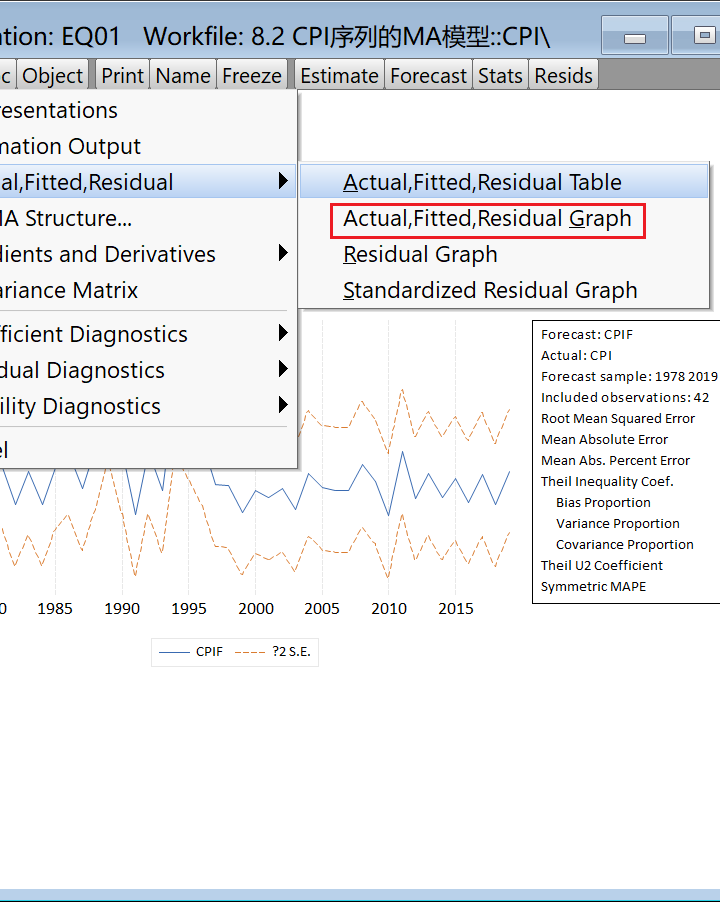 tion: EQ01 Workfile: 8.2 CPI序列的MA模型::CPI\
c Object Print Name Freeze Estimate Forecast Stats Resids
resentations
mation Output
al,Fitted,Residual
Actual,Fitted,Residual Table
A Structure...
Actual,Fitted,Residual Graph
dients and Derivatives
Residual Graph
ariance Matrix
Standardized Residual Graph
fficient Diagnostics
dual Diagnostics
ility Diagnostics
el
Forecast: CPIF
Actual: CPI
Forecast sample: 1978 2019
Included observations: 42
Root Mean Squared Error
Mean Absolute Error
Mean Abs. Percent Error
Theil Inequality Coef.
Bias Proportion
Variance Proportion
Covariance Proportion
Theil U2 Coefficient
Symmetric MAPE
0 1985 1990 1995 2000 2005 2010 2015
CPIF ?2 S.E.